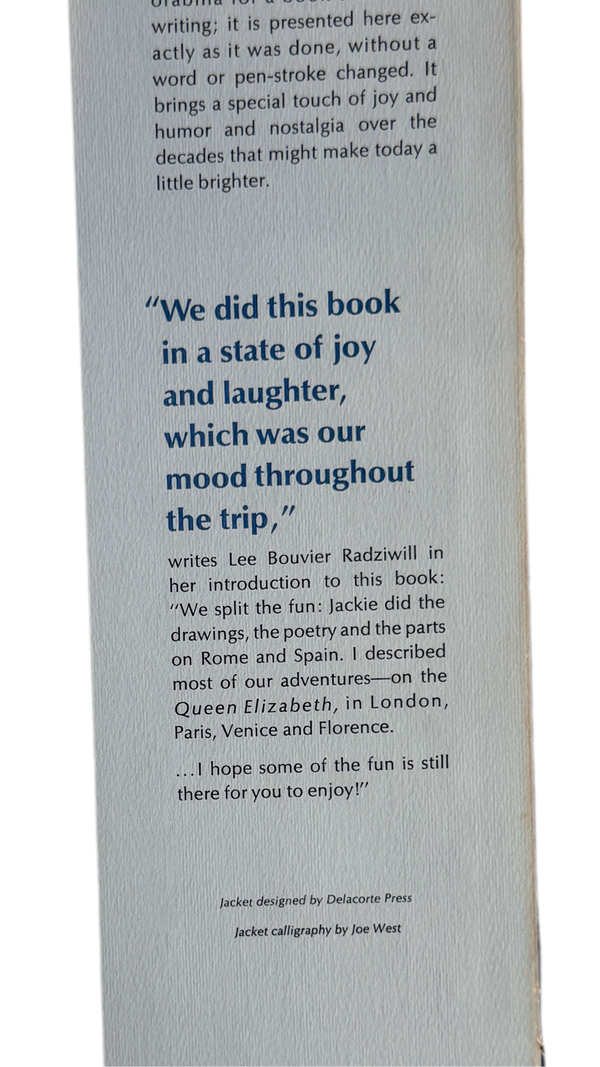 writing; it is presented here ex-
actly as it was done, without a
word or pen-stroke changed. It
brings a special touch of joy and
humor and nostalgia over the
decades that might make today a
little brighter.
“We did this book
in a state of joy
and laughter,
which was our
mood throughout
the trip,”
writes Lee Bouvier Radziwill in
her introduction to this book:
“We split the fun: Jackie did the
drawings, the poetry and the parts
on Rome and Spain. I described
most of our adventures—on the
Queen Elizabeth, in London,
Paris, Venice and Florence.
...I hope some of the fun is still
there for you to enjoy!”
Jacket designed by Delacorte Press
Jacket calligraphy by Joe West